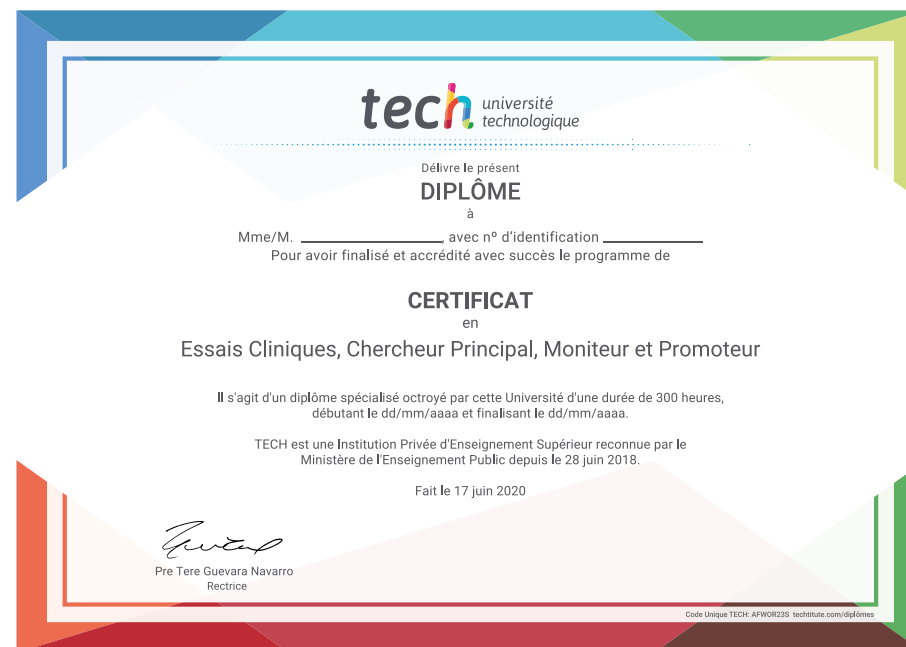 tech université
technologique
Délivre le présent
DIPLÔME
à
Mme/M. ____________________, avec nº d'identification ______________
Pour avoir finalisé et accrédité avec succès le programme de
CERTIFICAT
en
Essais Cliniques, Chercheur Principal, Moniteur et Promoteur
Il s'agit d'un diplôme spécialisé octroyé par cette Université d'une durée de 300 heures,
débutant le dd/mm/aaaa et finalisant le dd/mm/aaaa.
TECH est une Institution Privée d'Enseignement Supérieur reconnue par le
Ministère de l'Enseignement Public depuis le 28 juin 2018.
Fait le 17 juin 2020
Pre Tere Guevara Navarro
Rectrice
Code Unique TECH: AFWOR23S techtitute.com/diplômes